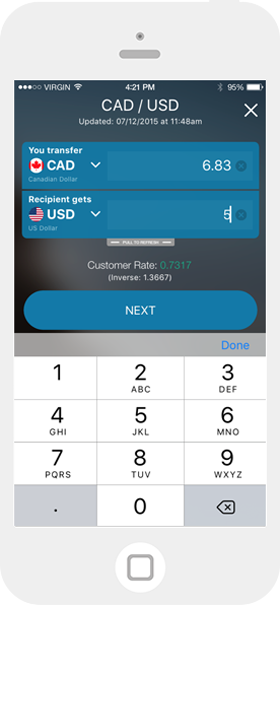 VIRGIN 4:21 PM 95%
CAD / USD
Updated: 07/12/2015 at 11:48am
You transfer
CAD 6.83
Canadian Dollar
Recipient gets
USD 5
US Dollar
PULL TO REFRESH
Customer Rate: 0.7317
(Inverse: 1.3667)
NEXT
Done
1 2 3
ABC DEF
4 5 6
GHI JKL MNO
7 8 9
PQRS TUV WXYZ
. 0